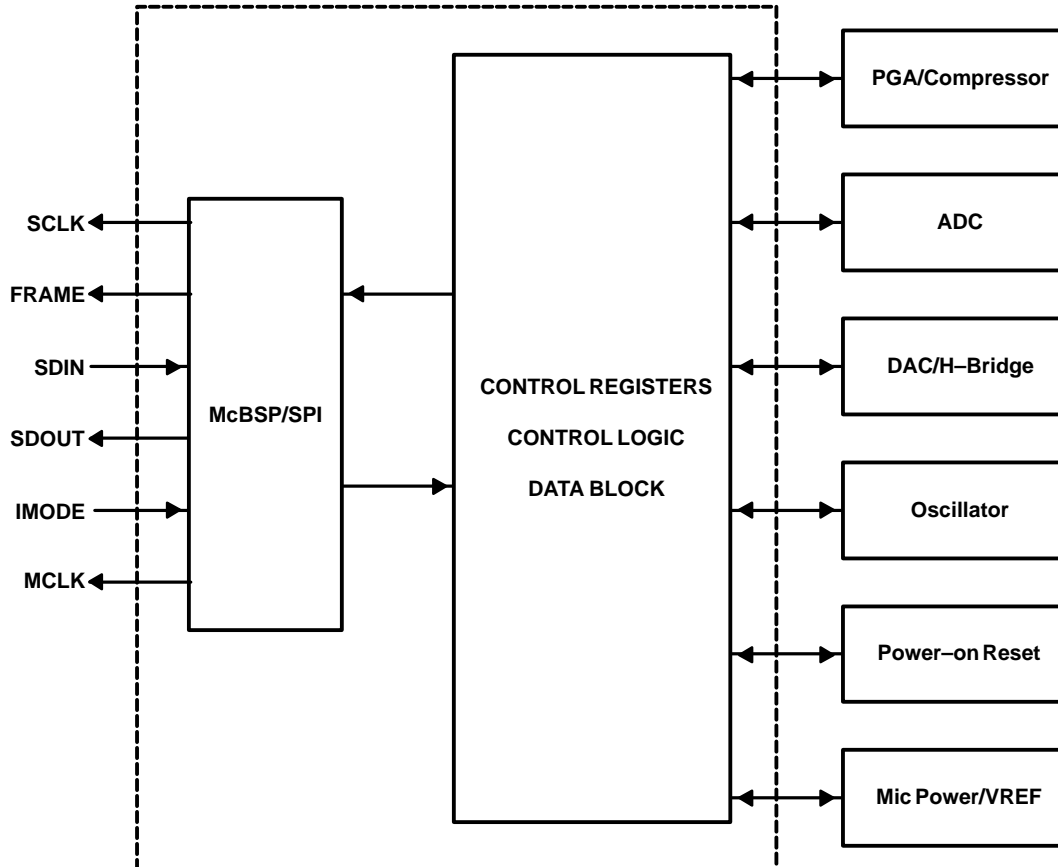 SCLK
FRAME
SDIN
SDOUT
IMODE
MCLK
McBSP/SPI
CONTROL REGISTERS
CONTROL LOGIC
DATA BLOCK
PGA/Compressor
ADC
DAC/H–Bridge
Oscillator
Power–on Reset
Mic Power/VREF